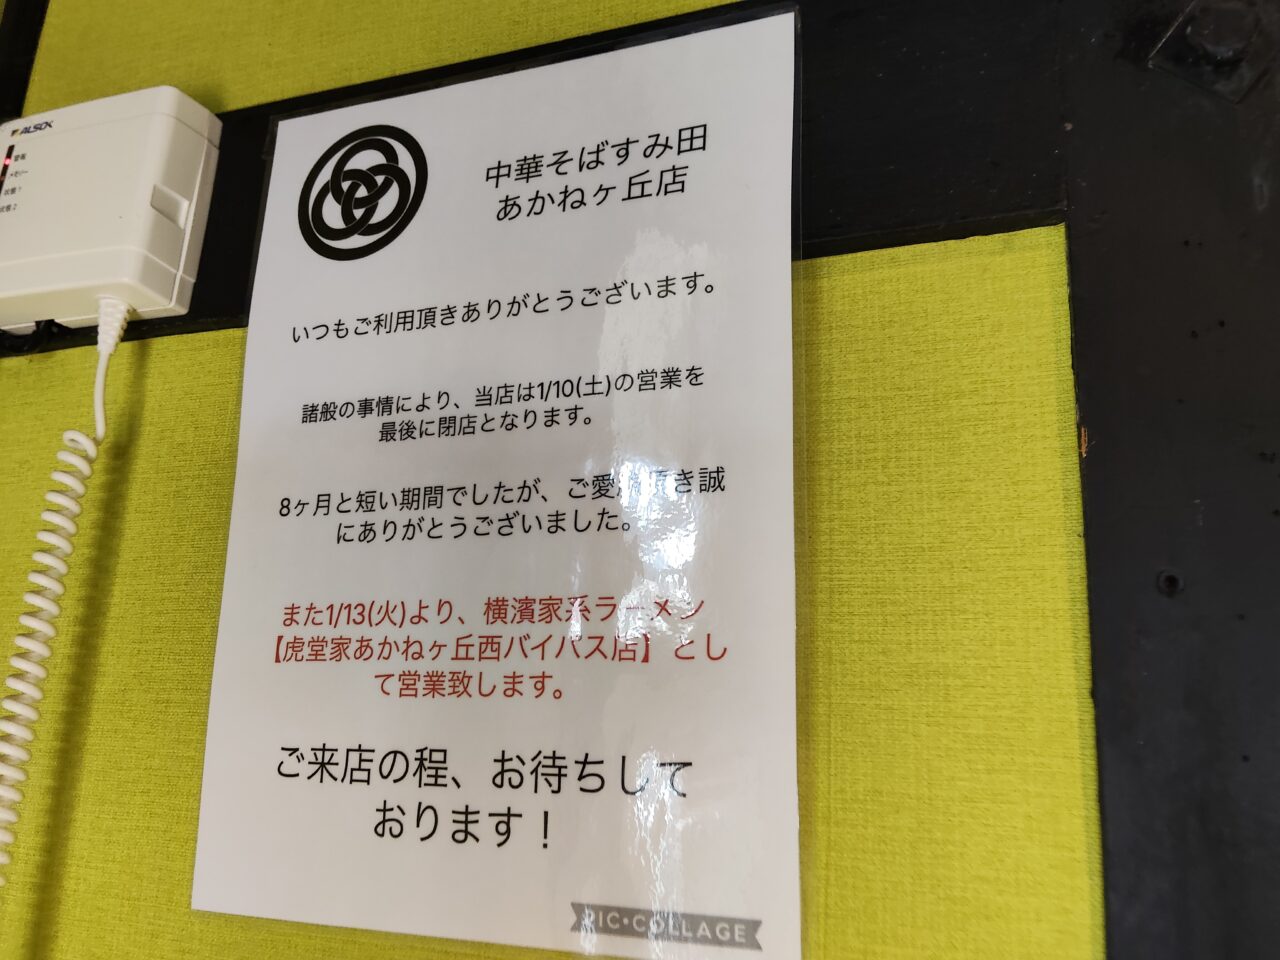 ALSOK
中華そばすみ田
あかねヶ丘店
いつもご利用頂きありがとうございます。
諸般の事情により、当店は1/10(土)の営業を
最後に閉店となります。
8ヶ月と短い期間でしたが、ご愛顧頂き誠
にありがとうございました。
また1/13(火)より、横濱家系ラーメン
【虎堂家あかねヶ丘西バイパス店】 とし
て営業致します。
ご来店の程、お待ちして
おります！
PIC•COLLAGE